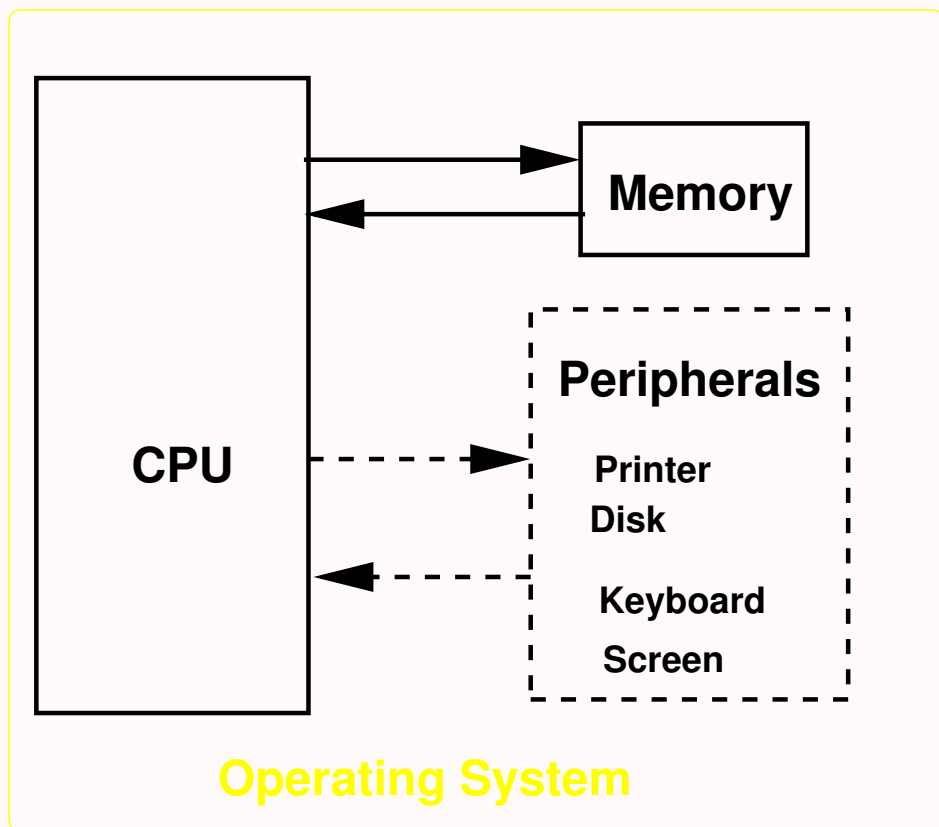 Memory
Peripherals
CPU
Printer
Disk
Keyboard
Screen
Operating System